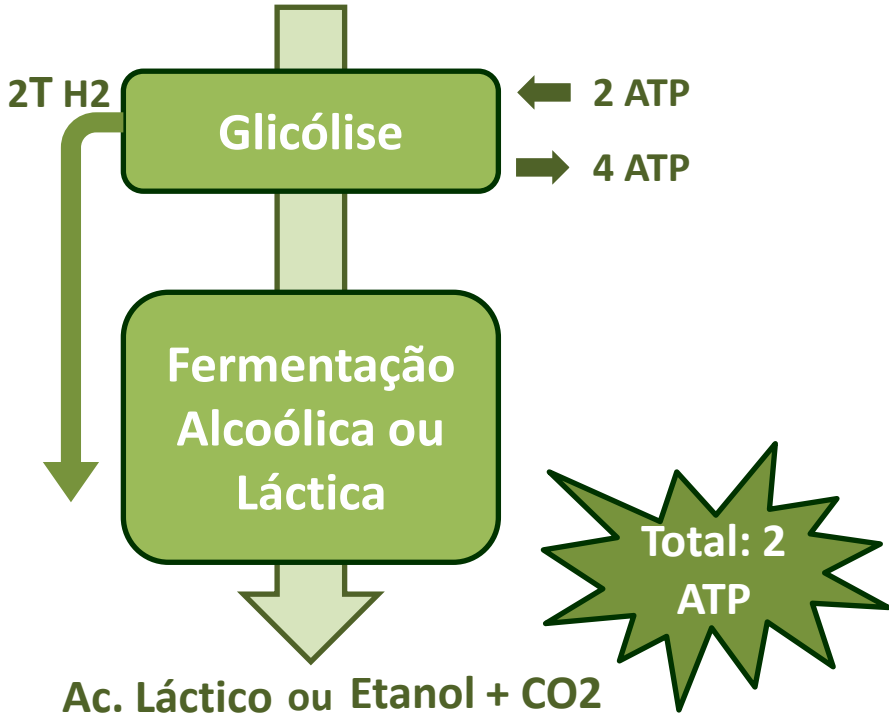 2T H2
2 ATP
Glicólise
4 ATP
Fermentação
Alcoólica ou
Láctica
Total: 2
ATP
Ac. Láctico ou Etanol + CO2